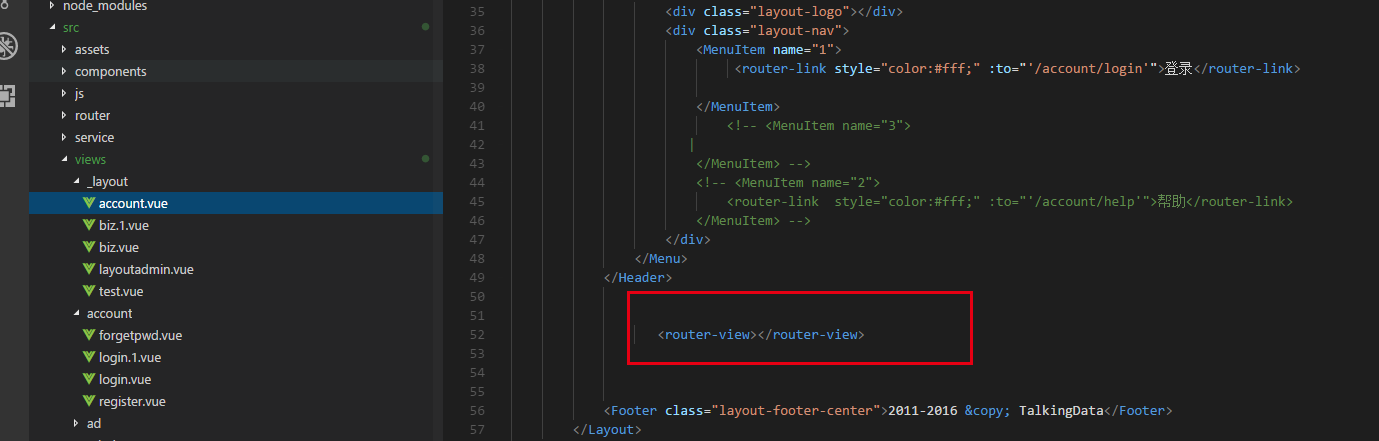 node_modules
src
assets
components
js
router
service
views
_layout
account.vue
biz.1.vue
biz.vue
layoutadmin.vue
test.vue
account
forgetpwd.vue
login.1.vue
login.vue
register.vue
ad
35 <div class="layout-logo"></div>
36 <div class="layout-nav">
37 <MenuItem name="1">
38 <router-link style="color:#fff;" :to="'/account/login'">登录</router-link>
39
40 </MenuItem>
41 <!-- <MenuItem name="3">
42
43 </MenuItem> -->
44 <!-- <MenuItem name="2">
45 <router-link  style="color:#fff;" :to="'/account/help'">帮助</router-link>
46 </MenuItem> -->
47 </div>
48 </Menu>
49 </Header>
50
51
52 <router-view></router-view>
53
54
55
56 <Footer class="layout-footer-center">2011-2016 &copy; TalkingData</Footer>
57 </Layout>